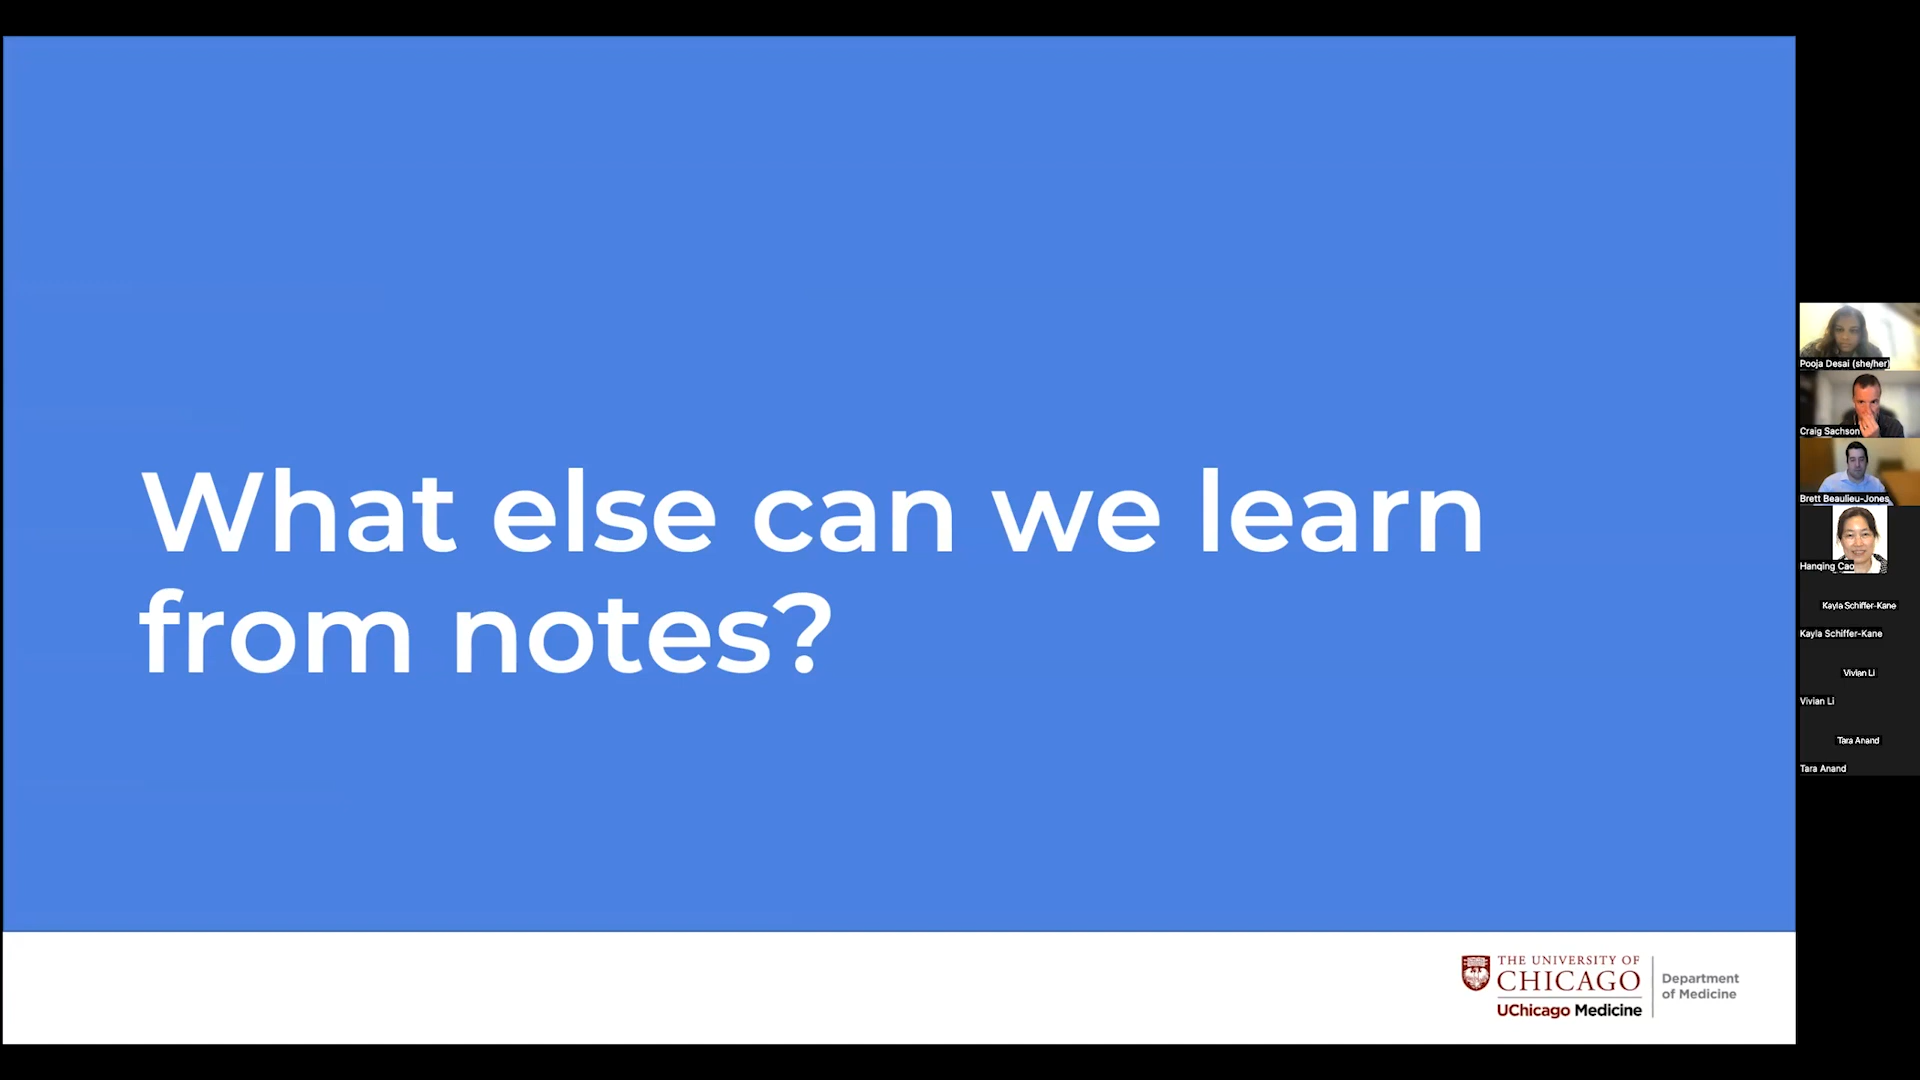 What else can we learn
from notes?
THE UNIVERSITY OF
CHICAGO
UChicago Medicine
Department
of Medicine
Pooja Desai (she/her)
Craig Sachson
Brett Beaulieu-Jones
Hanqing Cao
Kayla Schiffer-Kane
Kayla Schiffer-Kane
Vivian Li
Vivian Li
Tara Anand
Tara Anand